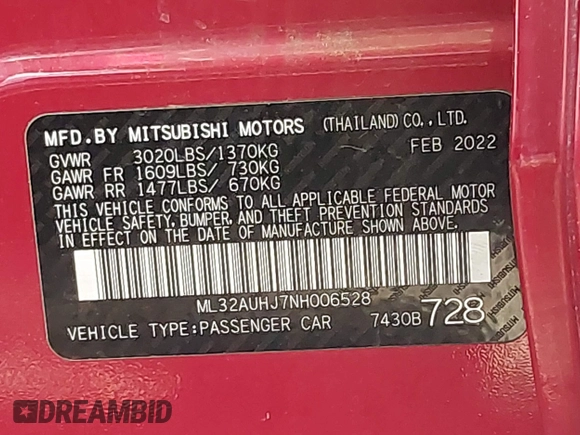 MFD.BY MITSUBISHI MOTORS (THAILAND) CO.,LTD.
GVWR 3020LBS/1370KG FEB 2022
GAWR FR 1609LBS/ 730KG
GAWR RR 1477LBS/ 670KG
THIS VEHICLE CONFORMS TO ALL APPLICABLE FEDERAL MOTOR
VEHICLE SAFETY, BUMPER, AND THEFT PREVENTION STANDARDS
IN EFFECT ON THE DATE OF MANUFACTURE SHOWN ABOVE.
ML32AUHJ7NH006528
VEHICLE TYPE:PASSENGER CAR 7430B 728
DREAMBID